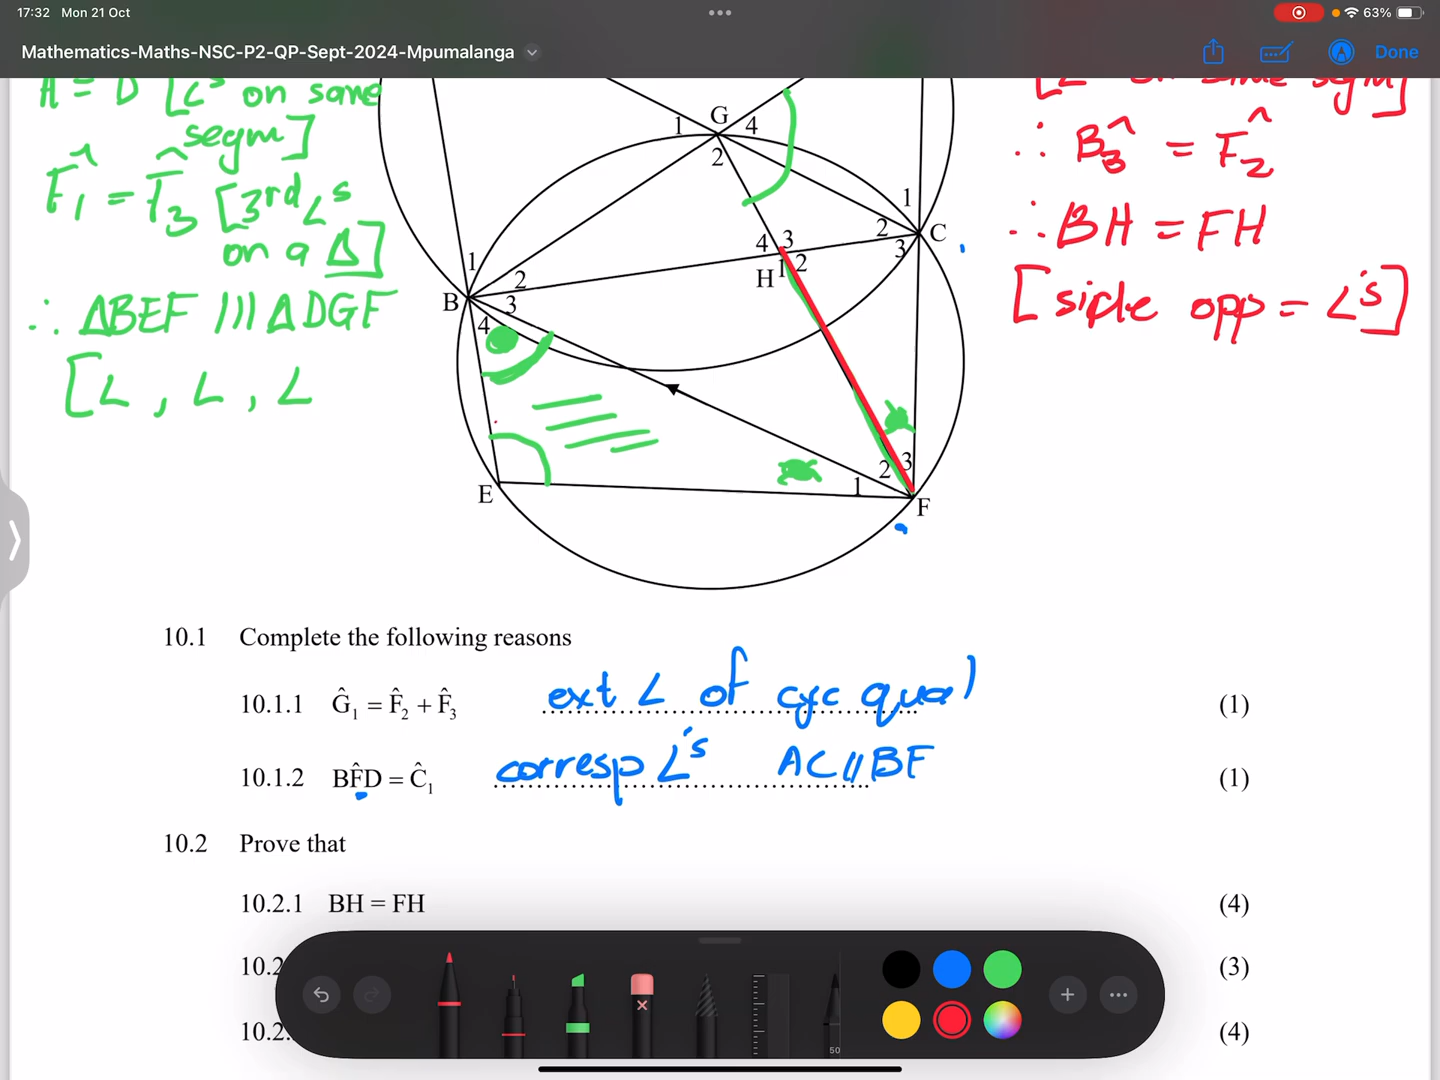 17:32 Mon 21 Oct
63%
Mathematics-Maths-NSC-P2-QP-Sept-2024-Mpumalanga
Done
on same
segm]
F̂₁ = F̂₃ [3rd ∠s
on a Δ]
∴ ΔBEF /// ΔDGF
[∠, ∠, ∠
∴ B̂₃ = F̂₂
∴ BH = FH
[side opp = ∠'s]
G
1
4
2
1
2
C
3
4
3
H
1
2
1
2
B
3
4
E
1
2
3
F
10.1 Complete the following reasons
10.1.1 Ĝ₁ = F̂₂ + F̂₃ ext ∠ of cyc quad (1)
10.1.2 BF̂D = Ĉ₁ corresp ∠'s AC // BF (1)
10.2 Prove that
10.2.1 BH = FH (4)
10.2 (3)
10.2. (4)
50